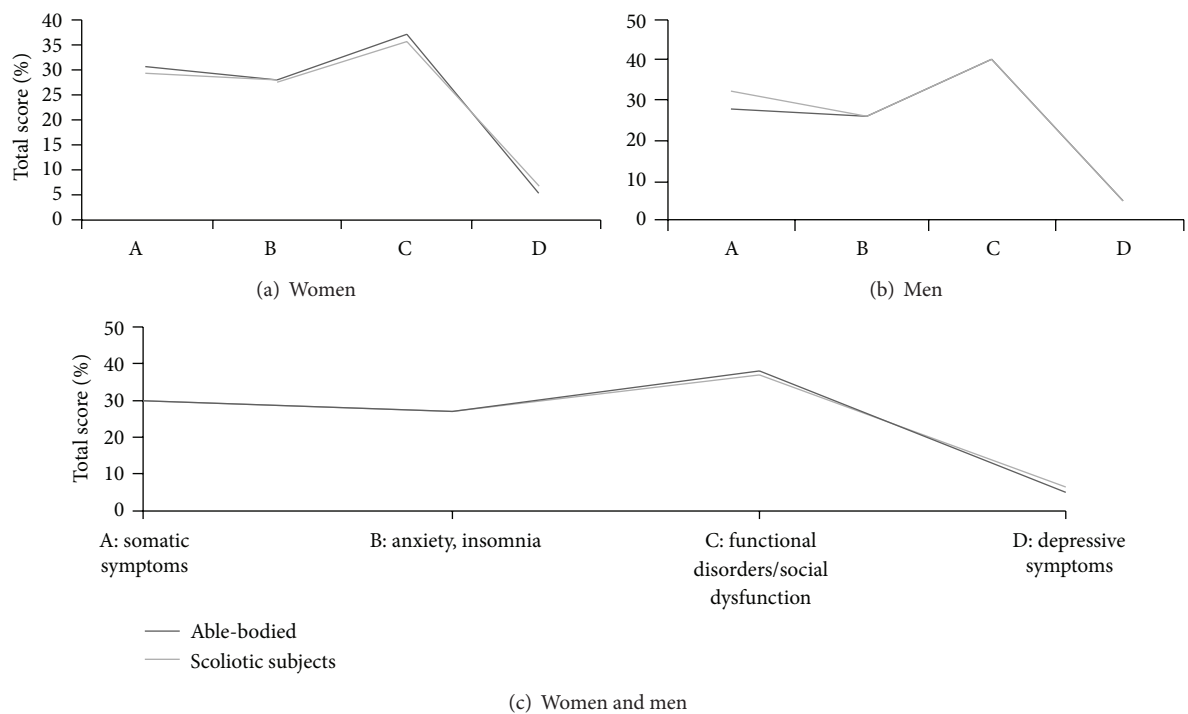 Total score (%)
40
35
30
25
20
15
10
5
0
A B C D
(a) Women
50
40
30
20
10
0
A B C D
(b) Men
Total score (%)
50
40
30
20
10
0
A: somatic
symptoms
B: anxiety, insomnia
C: functional
disorders/social
dysfunction
D: depressive
symptoms
Able-bodied
Scoliotic subjects
(c) Women and men